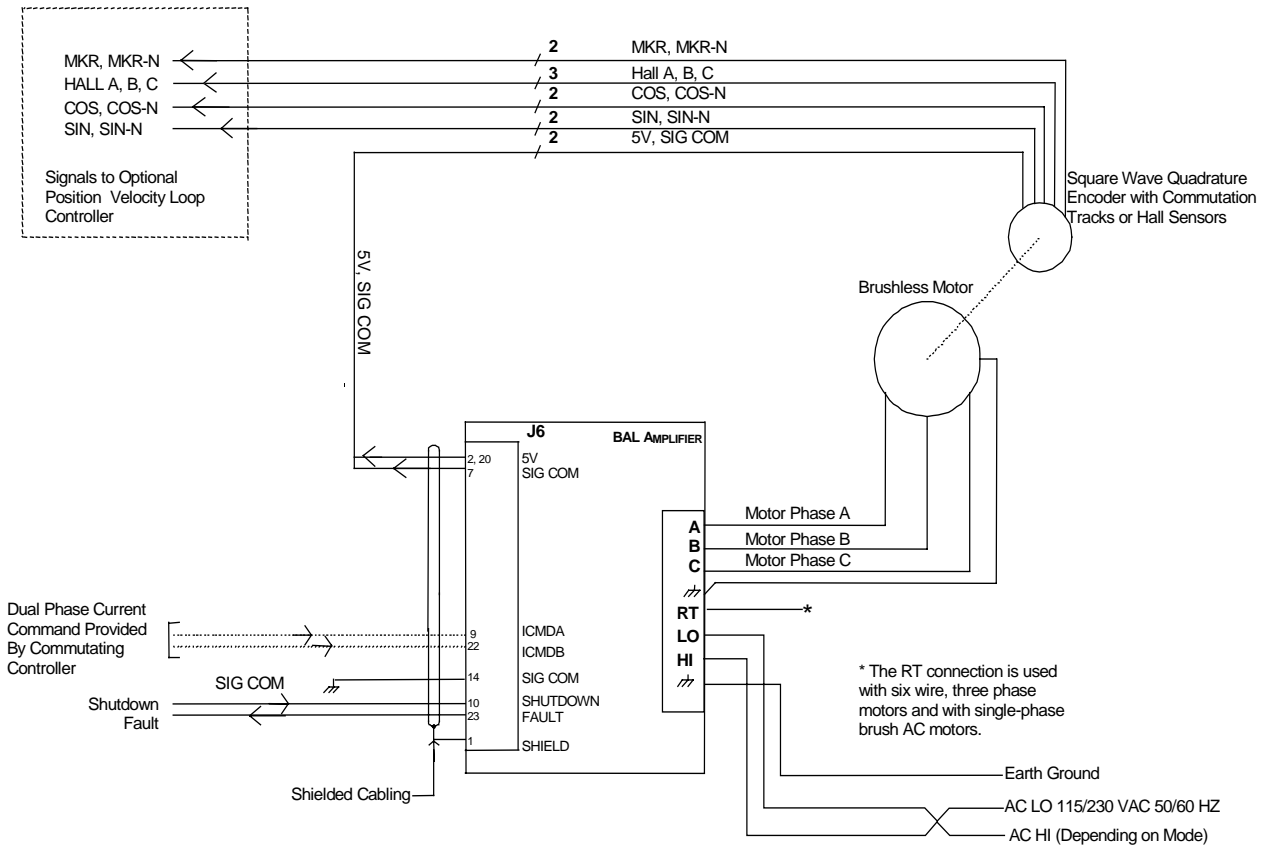 MKR, MKR-N
HALL A, B, C
COS, COS-N
SIN, SIN-N
Signals to Optional
Position Velocity Loop
Controller
2 MKR, MKR-N
3 Hall A, B, C
2 COS, COS-N
2 SIN, SIN-N
2 5V, SIG COM
Square Wave Quadrature
Encoder with Commutation
Tracks or Hall Sensors
5V, SIG COM
Brushless Motor
J6
BAL AMPLIFIER
2, 20 5V
7 SIG COM
A Motor Phase A
B Motor Phase B
C Motor Phase C
RT *
LO
HI
Dual Phase Current
Command Provided
By Commutating
Controller
9 ICMDA
22 ICMDB
SIG COM
14 SIG COM
Shutdown 10 SHUTDOWN
Fault 23 FAULT
1 SHIELD
Shielded Cabling
* The RT connection is used
with six wire, three phase
motors and with single-phase
brush AC motors.
Earth Ground
AC LO 115/230 VAC 50/60 HZ
AC HI (Depending on Mode)